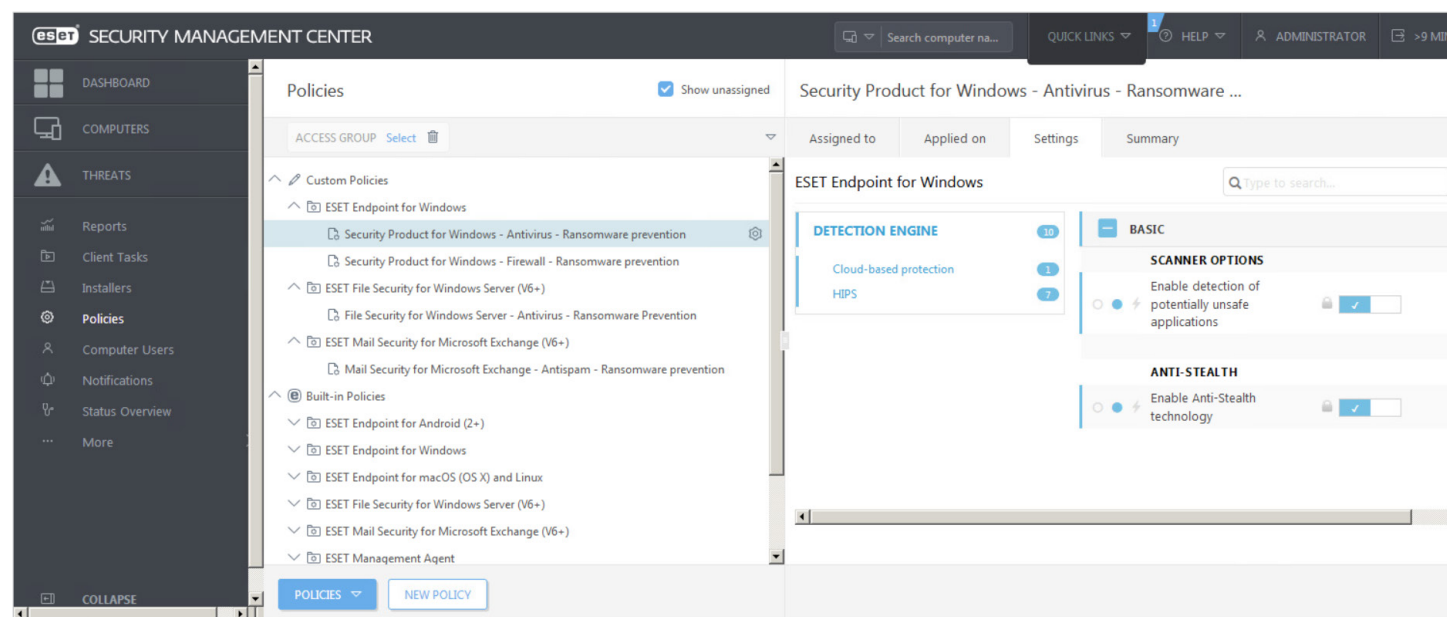 eset SECURITY MANAGEMENT CENTER
Search computer na...
QUICK LINKS
1
HELP
ADMINISTRATOR
>9 MIN
DASHBOARD
COMPUTERS
THREATS
Reports
Client Tasks
Installers
Policies
Computer Users
Notifications
Status Overview
... More
COLLAPSE
Policies
Show unassigned
ACCESS GROUP Select
Custom Policies
ESET Endpoint for Windows
Security Product for Windows - Antivirus - Ransomware prevention
Security Product for Windows - Firewall - Ransomware prevention
ESET File Security for Windows Server (V6+)
File Security for Windows Server - Antivirus - Ransomware Prevention
ESET Mail Security for Microsoft Exchange (V6+)
Mail Security for Microsoft Exchange - Antispam - Ransomware prevention
Built-in Policies
ESET Endpoint for Android (2+)
ESET Endpoint for Windows
ESET Endpoint for macOS (OS X) and Linux
ESET File Security for Windows Server (V6+)
ESET Mail Security for Microsoft Exchange (V6+)
ESET Management Agent
POLICIES
NEW POLICY
Security Product for Windows - Antivirus - Ransomware ...
Assigned to
Applied on
Settings
Summary
ESET Endpoint for Windows
Type to search...
DETECTION ENGINE 10
Cloud-based protection 1
HIPS 7
BASIC
SCANNER OPTIONS
Enable detection of
potentially unsafe
applications
ANTI-STEALTH
Enable Anti-Stealth
technology